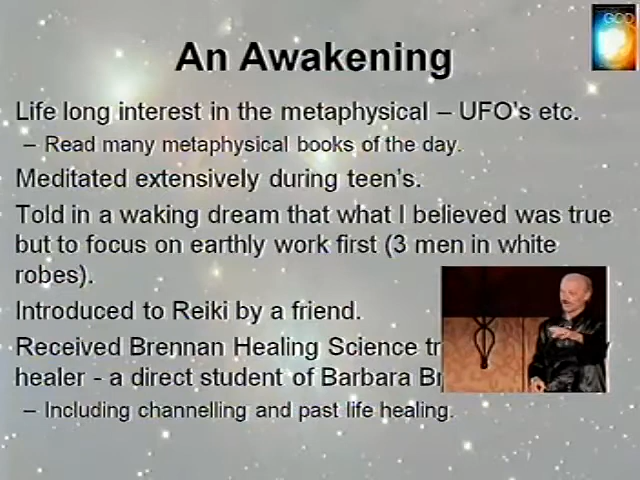 GOD
An Awakening
Life long interest in the metaphysical – UFO's etc.
– Read many metaphysical books of the day.
Meditated extensively during teen's.
Told in a waking dream that what I believed was true
but to focus on earthly work first (3 men in white
robes).
Introduced to Reiki by a friend.
Received Brennan Healing Science
healer - a direct student of Barbara
– Including channelling and past life healing.